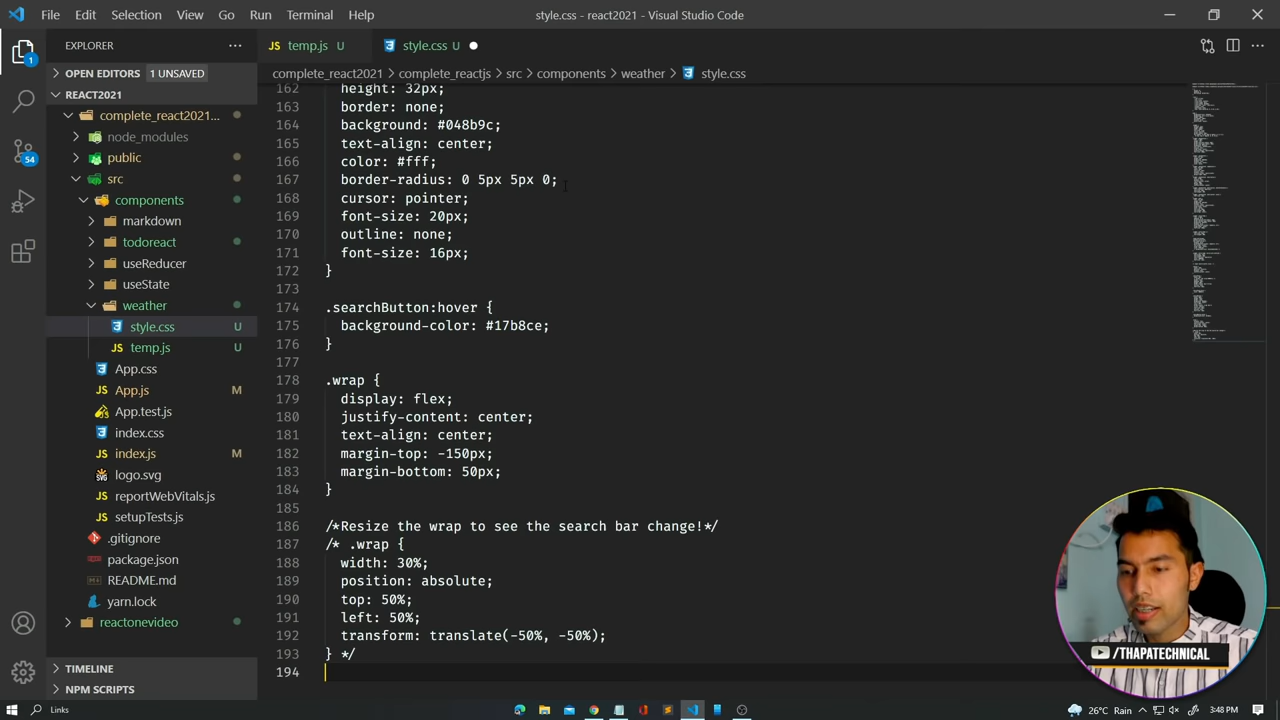 File Edit Selection View Go Run Terminal Help style.css - react2021 - Visual Studio Code
EXPLORER
temp.js U
style.css U
OPEN EDITORS 1 UNSAVED
complete_react2021 > complete_reactjs > src > components > weather > style.css
REACT2021
complete_react2021...
node_modules
public
src
components
markdown
todoreact
useReducer
useState
weather
style.css U
temp.js U
App.css
App.js M
App.test.js
index.css
index.js M
logo.svg
reportWebVitals.js
setupTests.js
.gitignore
package.json
README.md
yarn.lock
reactonevideo
TIMELINE
NPM SCRIPTS
1
54
162 height: 32px;
163 border: none;
164 background: #048b9c;
165 text-align: center;
166 color: #fff;
167 border-radius: 0 5px 5px 0;
168 cursor: pointer;
169 font-size: 20px;
170 outline: none;
171 font-size: 16px;
172 }
173
174 .searchButton:hover {
175 background-color: #17b8ce;
176 }
177
178 .wrap {
179 display: flex;
180 justify-content: center;
181 text-align: center;
182 margin-top: -150px;
183 margin-bottom: 50px;
184 }
185
186 /*Resize the wrap to see the search bar change!*/
187 /* .wrap {
188 width: 30%;
189 position: absolute;
190 top: 50%;
191 left: 50%;
192 transform: translate(-50%, -50%);
193 } */
194
/THAPATECHNICAL
Links
26°C Rain
3:48 PM